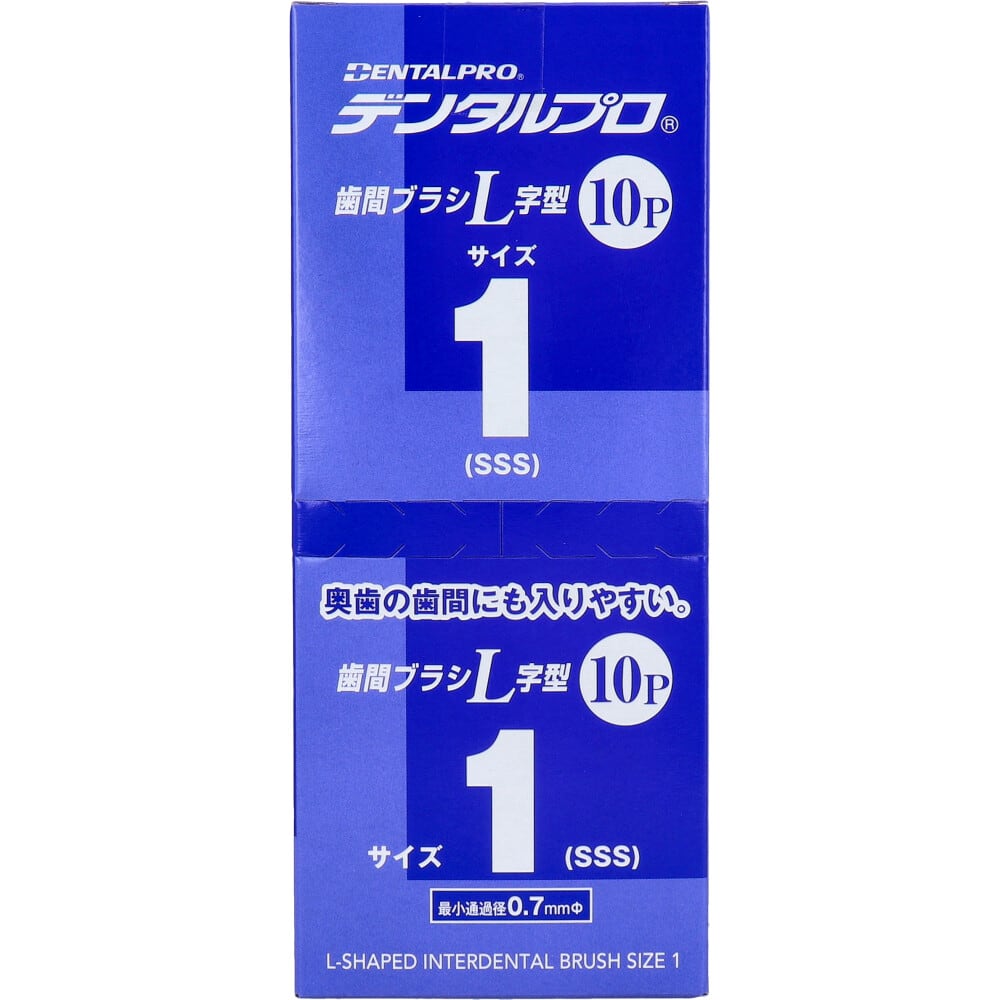 DENTALPRO®
デンタルプロ®
歯間ブラシL字型 10P
サイズ
1
(SSS)
奥歯の歯間にも入りやすい。
歯間ブラシL字型 10P
サイズ 1 (SSS)
最小通過径0.7mmΦ
L-SHAPED INTERDENTAL BRUSH SIZE 1